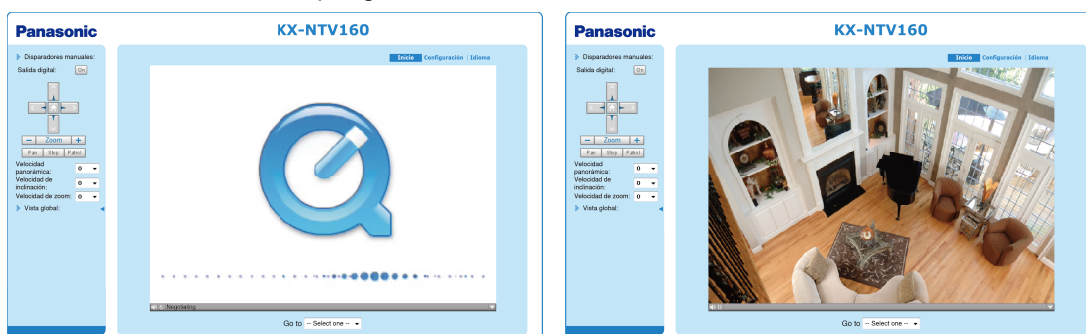 Panasonic
KX-NTV160
Inicio Configuración | Idioma
Disparadores manuales:
Salida digital: On
− Zoom +
Pan Stop Patrol
Velocidad panorámica: 0
Velocidad de inclinación: 0
Velocidad de zoom: 0
Vista global:
Negotiating
Go to -- Select one --
Panasonic
KX-NTV160
Inicio Configuración | Idioma
Disparadores manuales:
Salida digital: On
− Zoom +
Pan Stop Patrol
Velocidad panorámica: 0
Velocidad de inclinación: 0
Velocidad de zoom: 0
Vista global:
Go to -- Select one --